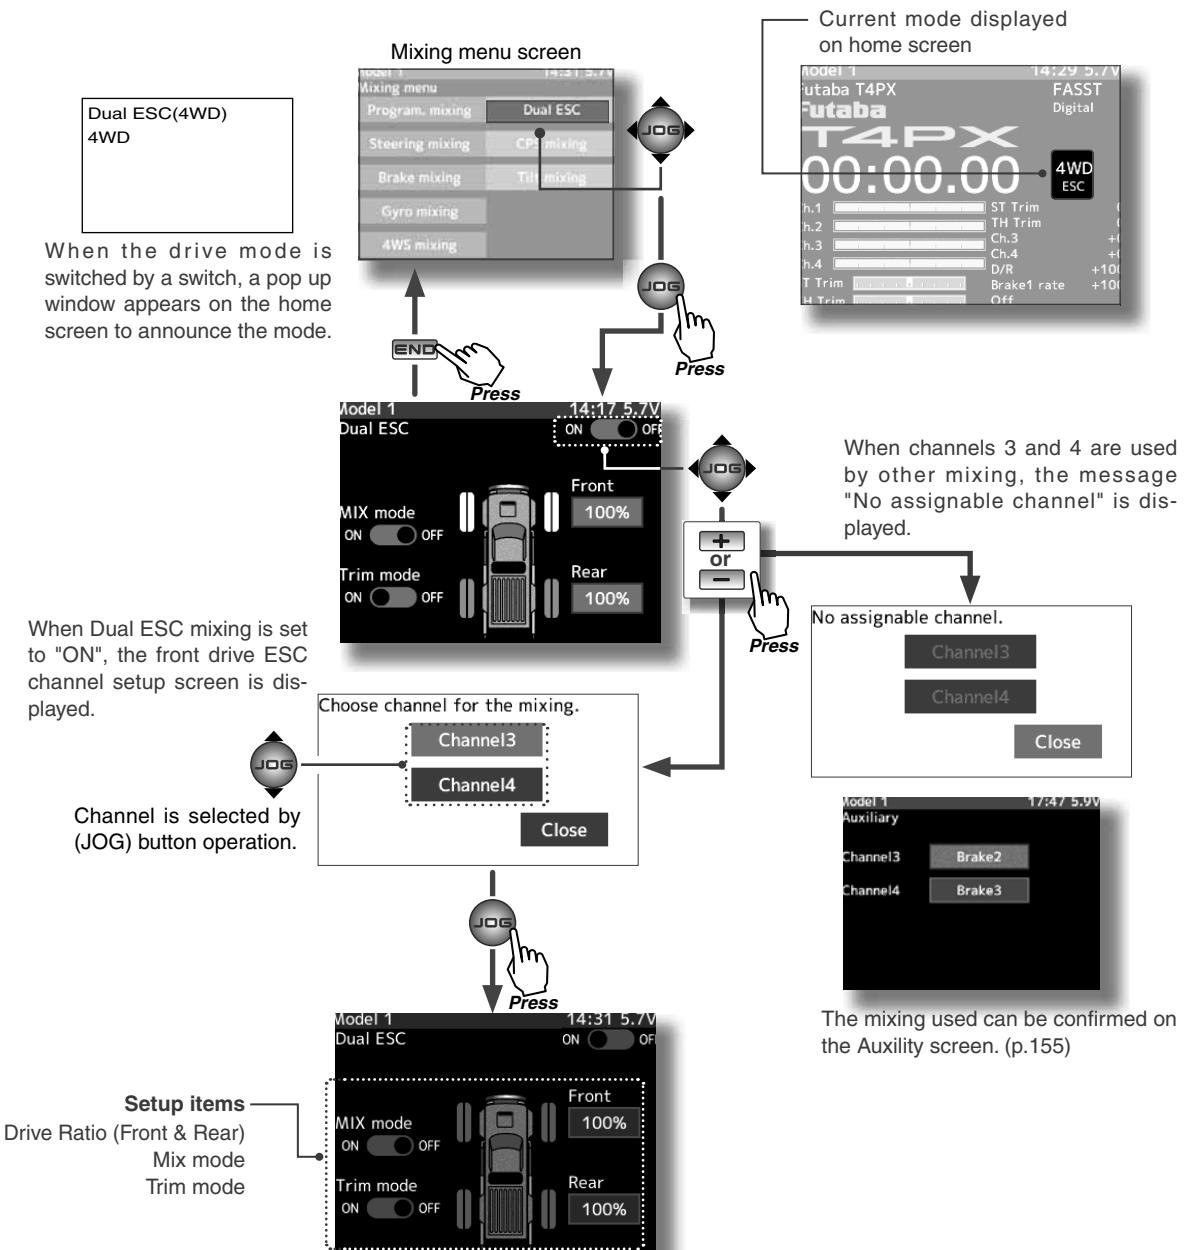 Current mode displayed
on home screen
Mixing menu screen
Model 1 14:31 5.7V
Mixing menu
Program. mixing Dual ESC
Steering mixing CPS mixing
Brake mixing Tilt mixing
Gyro mixing
4WS mixing
JOG
Dual ESC(4WD)
4WD
When the drive mode is
switched by a switch, a pop up
window appears on the home
screen to announce the mode.
Model 1 14:29 5.7V
utaba T4PX FASST
Futaba Digital
T4PX
00:00.00
4WD
ESC
h.1 ST Trim
h.2 TH Trim
h.3 Ch.3 +0
h.4 Ch.4 +0
D/R +100
T Trim Brake1 rate +100
H Trim Off
JOG
Press
END
Press
Model 1 14:17 5.7V
Dual ESC ON OFF
JOG
Front
MIX mode 100%
ON OFF
Trim mode Rear
ON OFF 100%
+
or
−
Press
When channels 3 and 4 are used
by other mixing, the message
"No assignable channel" is dis-
played.
No assignable channel.
Channel3
Channel4
Close
When Dual ESC mixing is set
to "ON", the front drive ESC
channel setup screen is dis-
played.
Choose channel for the mixing.
Channel3
Channel4
Close
JOG
Channel is selected by
(JOG) button operation.
Model 1 17:47 5.9V
Auxiliary
Channel3 Brake2
Channel4 Brake3
The mixing used can be confirmed on
the Auxility screen. (p.155)
JOG
Press
Model 1 14:31 5.7V
Dual ESC ON OF
Front
MIX mode 100%
ON OFF
Trim mode Rear
ON OFF 100%
Setup items
Drive Ratio (Front & Rear)
Mix mode
Trim mode